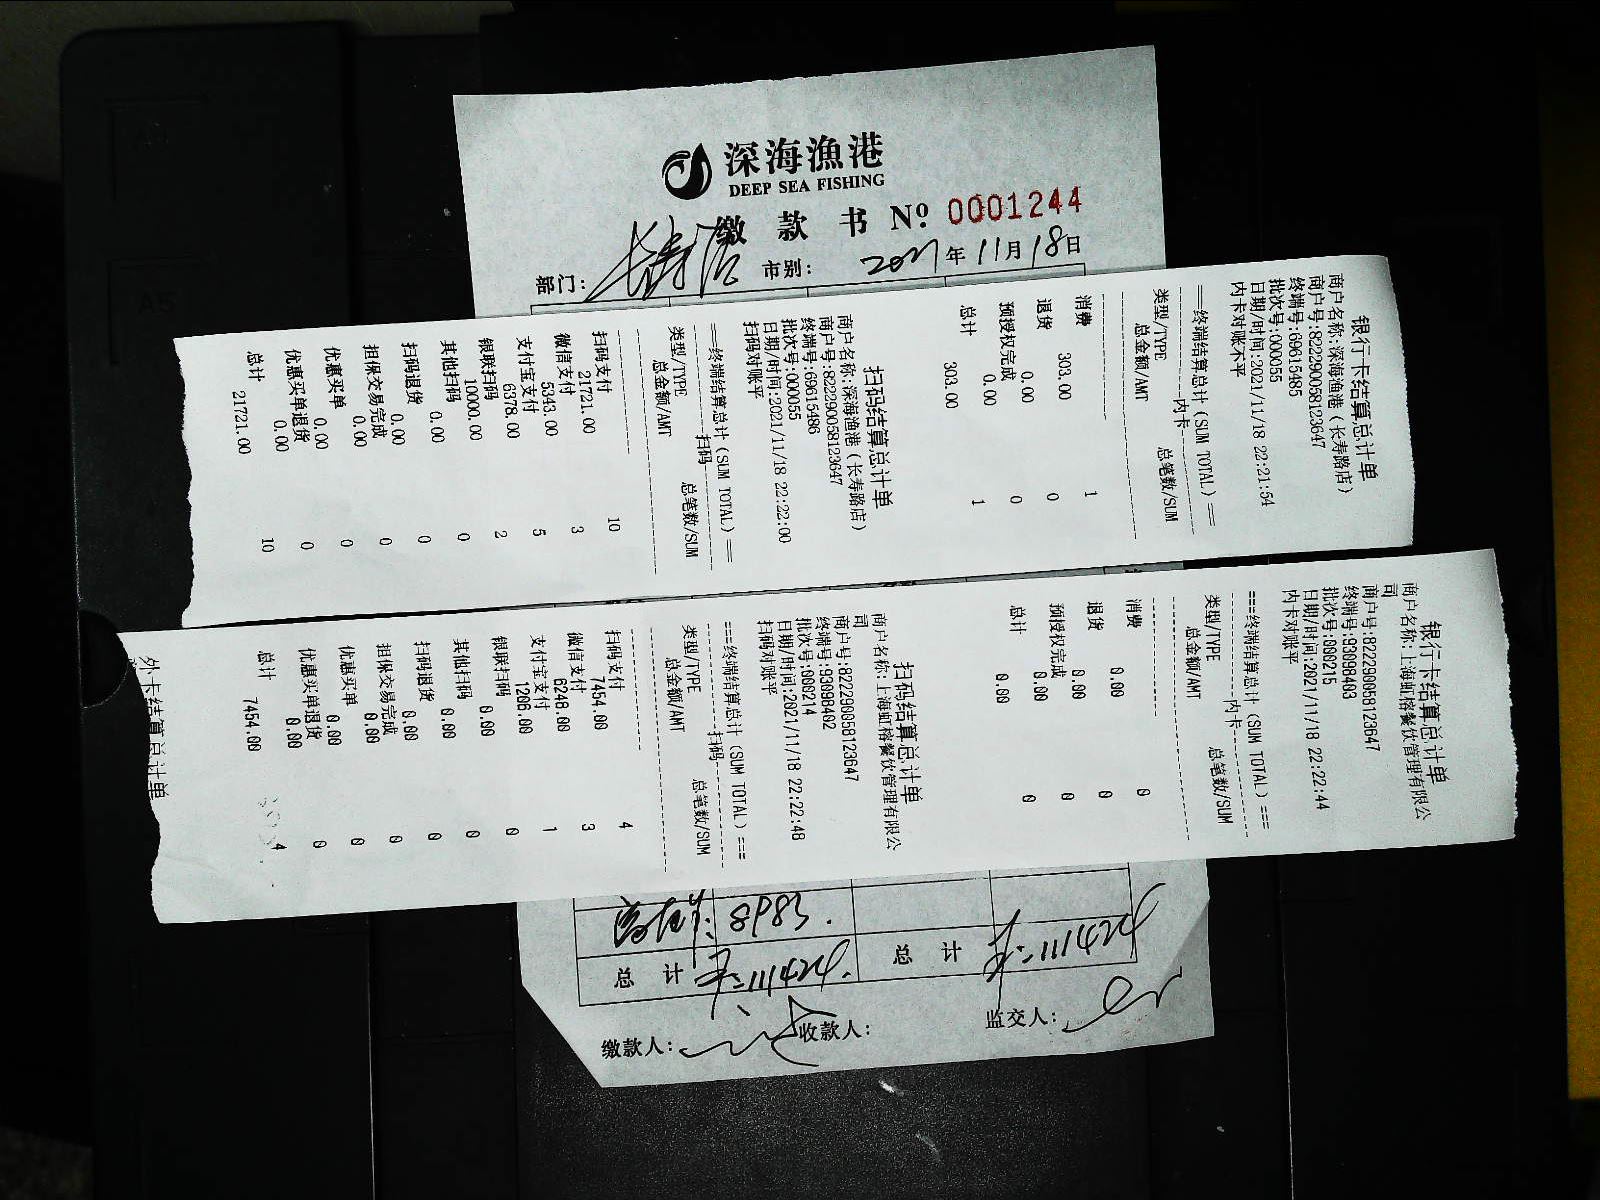 深海漁港
DEEP SEA FISHING
缴款书 Nº 0001244
部门: 长寿店 市别: 2021年11月18日
银行卡结算总计单
商户名称:深海渔港(长寿路店)
商户号:822290058123647
终端号:69615485
批次号:000055
日期/时间:2021/11/18 22:21:54
内卡对账不平
==终端结算总计(SUM TOTAL)===
内卡
类型/TYPE 总笔数/SUM
总金额/AMT
消费 1
303.00
退货 0
0.00
预授权完成 0
0.00
总计 1
303.00
扫码结算总计单
商户名称:深海渔港(长寿路店)
商户号:822290058123647
终端号:69615486
批次号:000055
日期/时间:2021/11/18 22:22:00
扫码对账平
==终端结算总计(SUM TOTAL)==
扫码
类型/TYPE 总笔数/SUM
总金额/AMT
扫码支付 10
21721.00
微信支付 3
5343.00
支付宝支付 5
6378.00
银联扫码 2
10000.00
其他扫码 0
0.00
扫码退货 0
0.00
担保交易完成 0
0.00
优惠买单 0
0.00
优惠买单退货 0
0.00
总计 10
21721.00
银行卡结算总计单
商户名称:上海虹榕餐饮管理有限公
司
商户号:822290058123647
终端号:93098403
批次号:000215
日期/时间:2021/11/18 22:22:44
内卡对账平
===终端结算总计(SUM TOTAL)===
内卡
类型/TYPE 总笔数/SUM
总金额/AMT
消费 0
0.00
退货 0
0.00
预授权完成 0
0.00
总计 0
0.00
扫码结算总计单
商户名称:上海虹榕餐饮管理有限公
司
商户号:822290058123647
终端号:93098402
批次号:000214
日期/时间:2021/11/18 22:22:48
扫码对账平
===终端结算总计(SUM TOTAL)===
扫码
类型/TYPE 总笔数/SUM
总金额/AMT
扫码支付 4
7454.00
微信支付 3
6248.00
支付宝支付 1
1206.00
银联扫码 0
0.00
其他扫码 0
0.00
扫码退货 0
0.00
担保交易完成 0
0.00
优惠买单 0
0.00
优惠买单退货 0
0.00
总计 4
7454.00
外卡结算总计单
8983.
总计 111424. 总计 111424
缴款人: 收款人: 监交人: